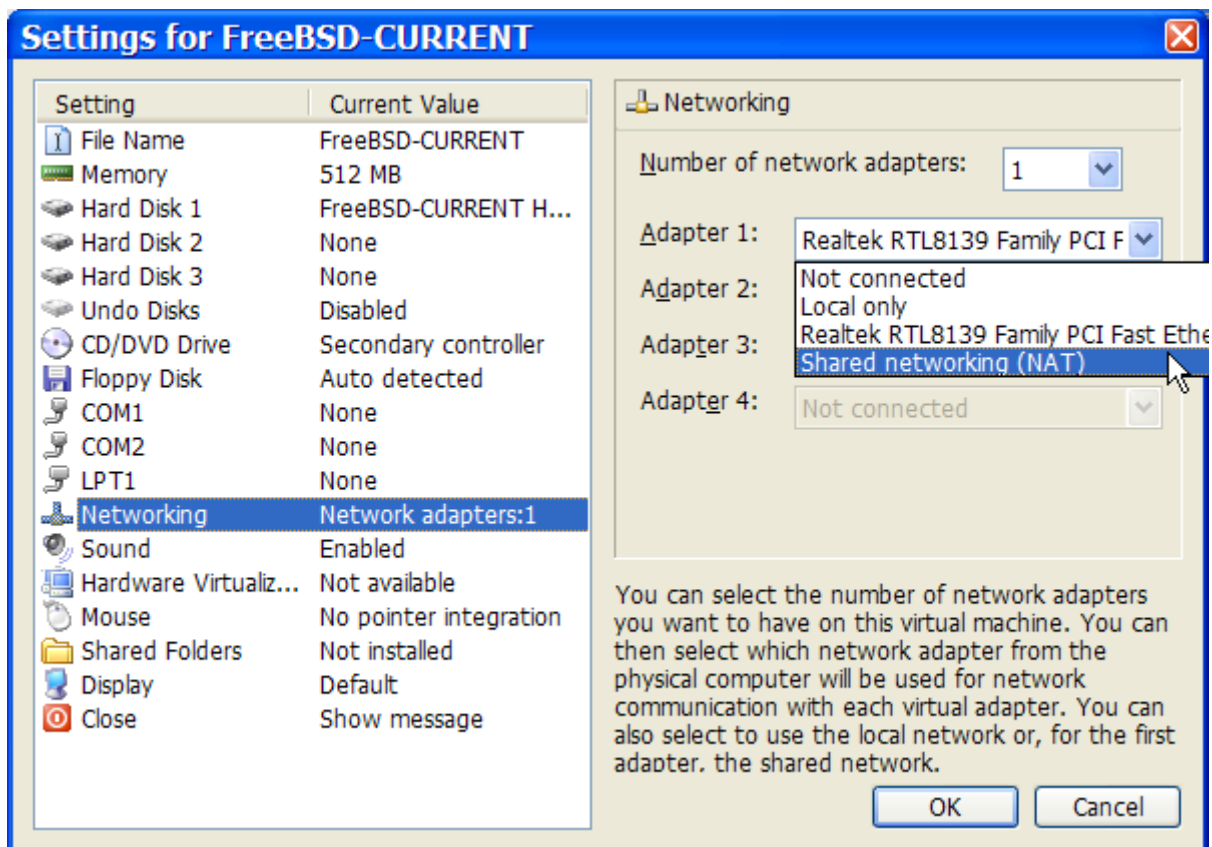 Settings for FreeBSD-CURRENT
Setting Current Value
File Name FreeBSD-CURRENT
Memory 512 MB
Hard Disk 1 FreeBSD-CURRENT H...
Hard Disk 2 None
Hard Disk 3 None
Undo Disks Disabled
CD/DVD Drive Secondary controller
Floppy Disk Auto detected
COM1 None
COM2 None
LPT1 None
Networking Network adapters:1
Sound Enabled
Hardware Virtualiz... Not available
Mouse No pointer integration
Shared Folders Not installed
Display Default
Close Show message
Networking
Number of network adapters: 1
Adapter 1: Realtek RTL8139 Family PCI F
Not connected
Local only
Realtek RTL8139 Family PCI Fast Ethe
Shared networking (NAT)
Adapter 2:
Adapter 3:
Adapter 4: Not connected
You can select the number of network adapters
you want to have on this virtual machine. You can
then select which network adapter from the
physical computer will be used for network
communication with each virtual adapter. You can
also select to use the local network or, for the first
adapter, the shared network.
OK Cancel